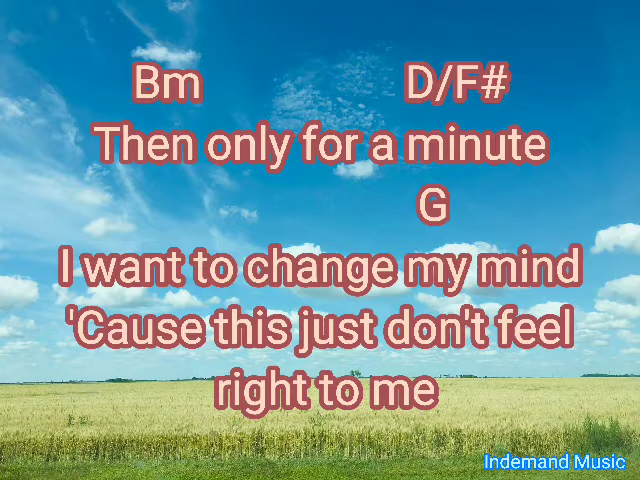 Bm D/F#
Then only for a minute
G
I want to change my mind
'Cause this just don't feel
right to me
Indemand Music